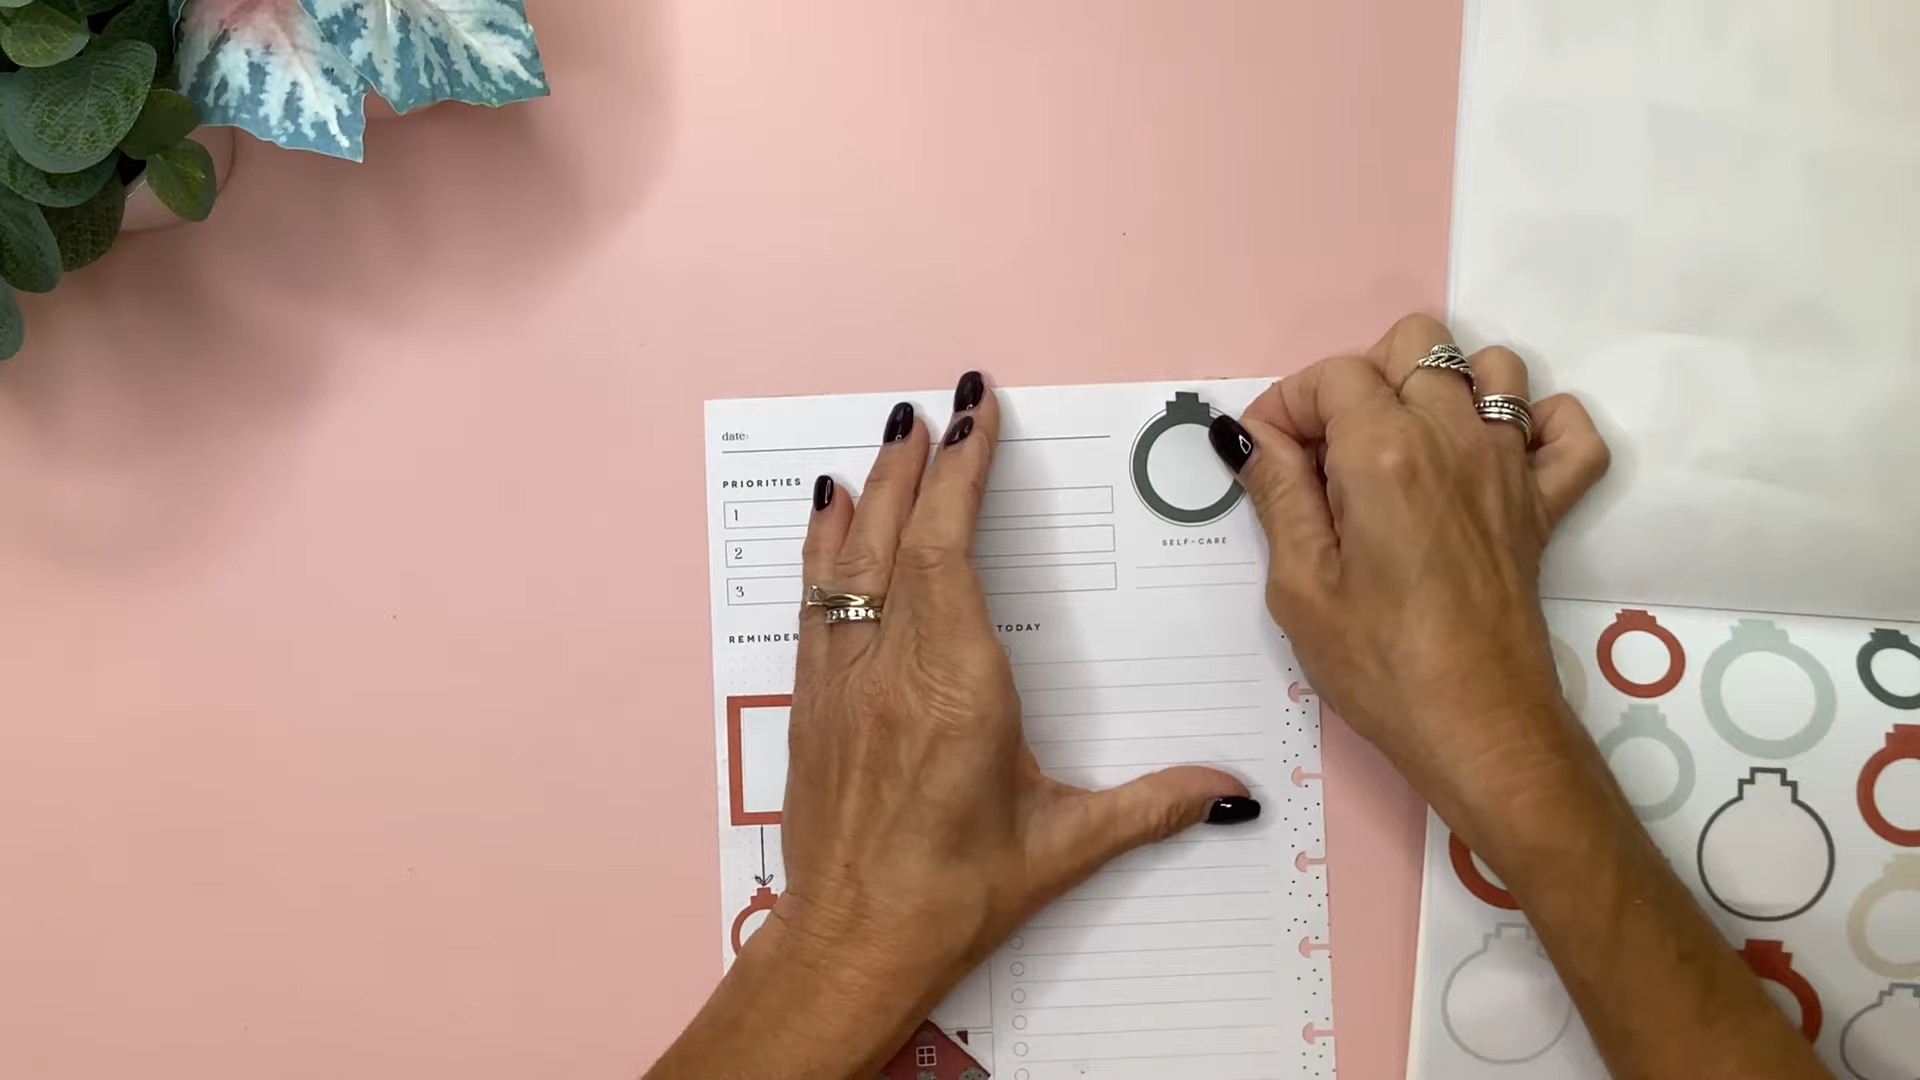 date:
PRIORITIES
1
2
3
SELF-CARE
REMINDER
TODAY